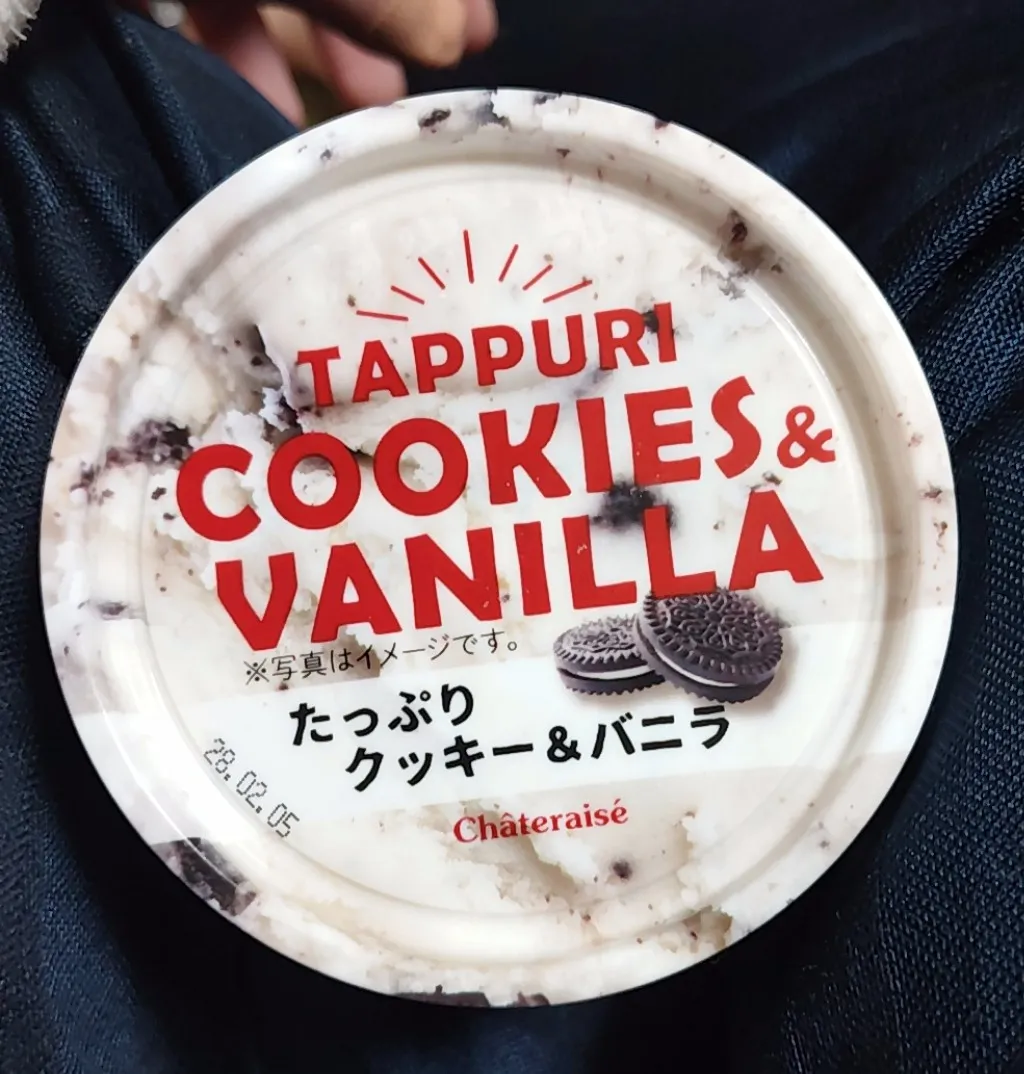 TAPPURI
COOKIES &
VANILLA
※写真はイメージです。
たっぷり
クッキー&バニラ
28.02.05
Châteraisé